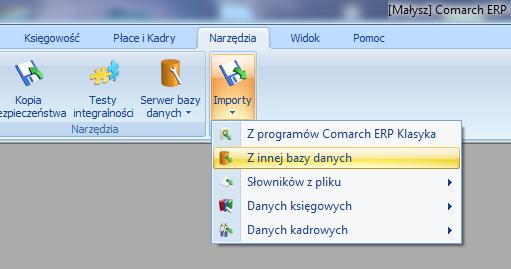 [Małysz] Comarch ERP
Księgowość Płace i Kadry Narzędzia Widok Pomoc
Kopia Testy Serwer bazy Importy
ezpieczeństwa integralności danych
Narzędzia
Z programów Comarch ERP Klasyka
Z innej bazy danych
Słowników z pliku
Danych księgowych
Danych kadrowych